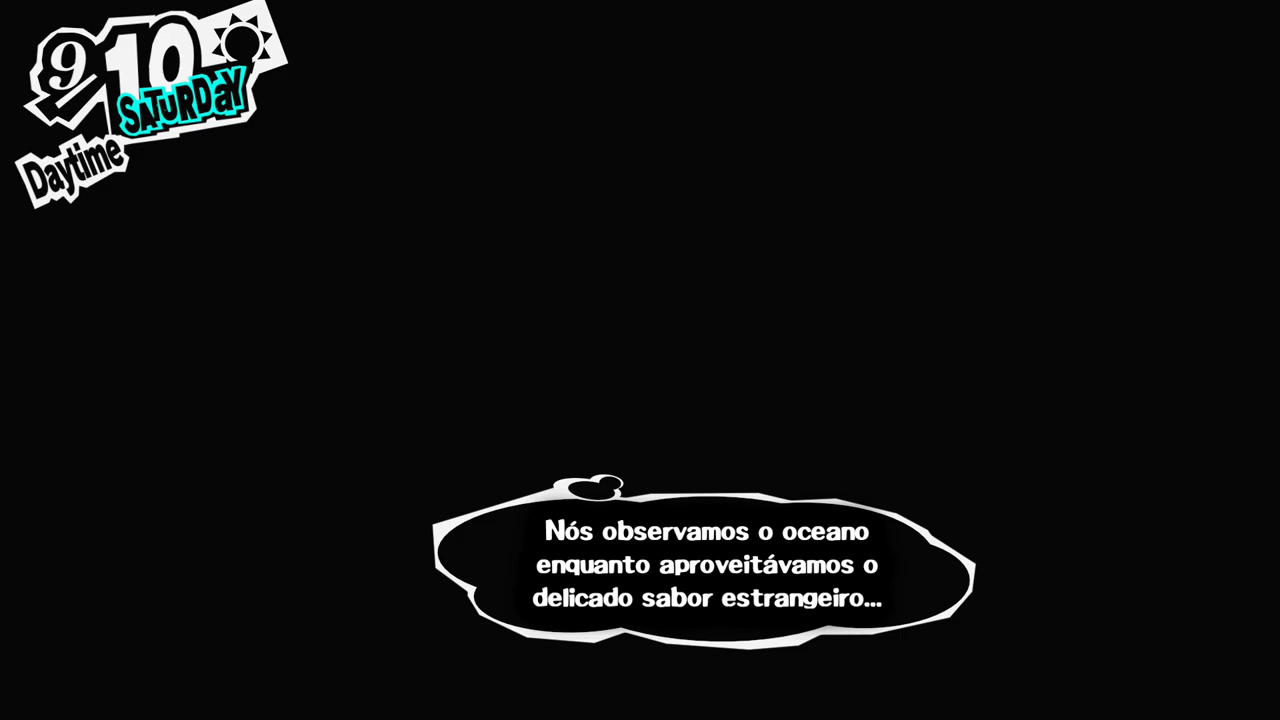 9/10
SATURDAY
Daytime
Nós observamos o oceano
enquanto aproveitávamos o
delicado sabor estrangeiro...